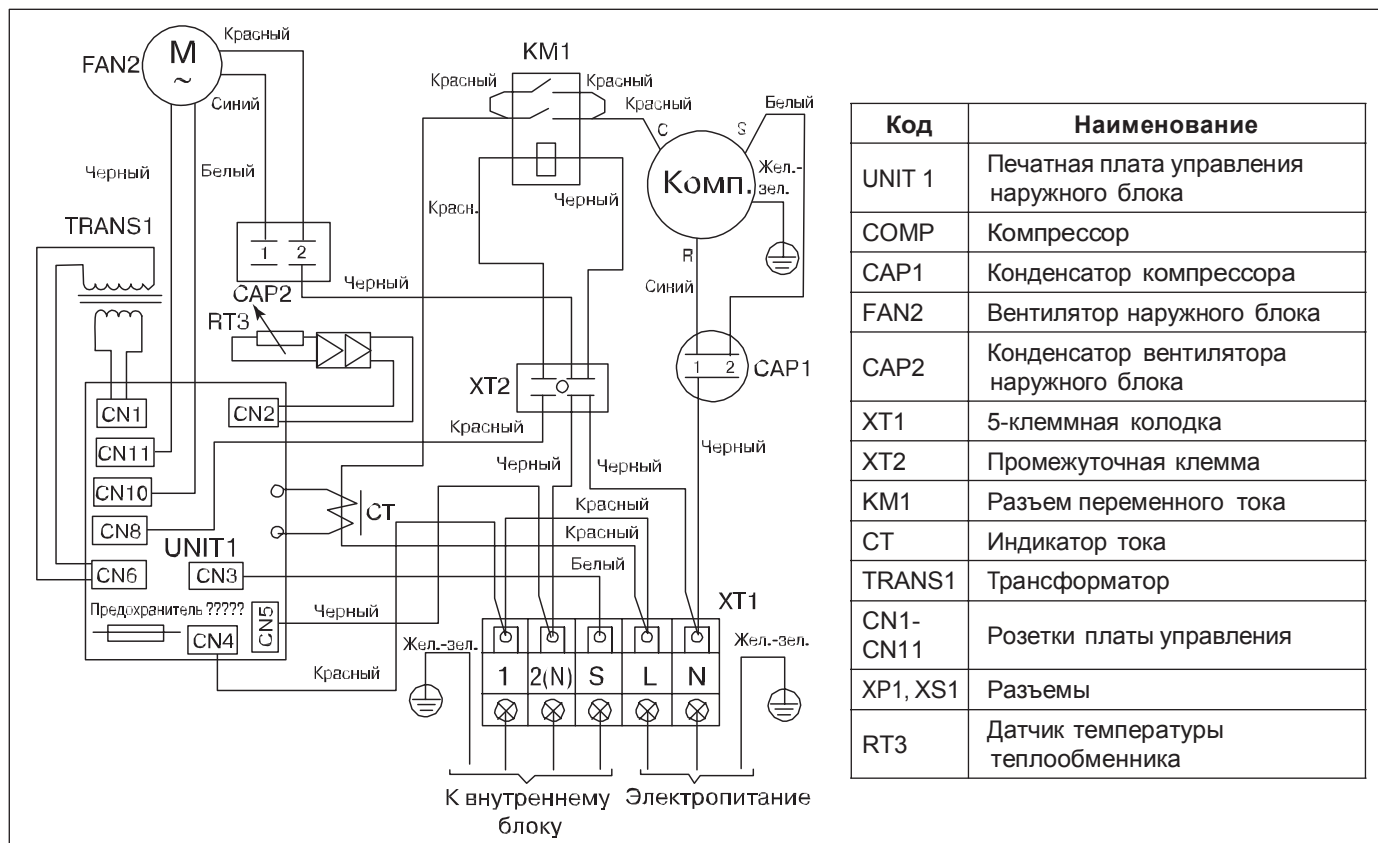 Красный
KM1
FAN2
M
~
Красный
Красный
Синий
Красный
Белый
C
S
Черный
Белый
Комп.
Жел.-
зел.
Красн.
Черный
TRANS1
1 2
R
Черный
Синий
CAP2
RT3
1 2
CAP1
XT2
CN1
CN2
Красный
CN11
Черный
Черный
Черный
CN10
CT
Красный
CN8
Красный
UNIT1
CN6
CN3
Белый
XT1
Предохранитель ?????
CN5
Черный
CN4
Жел.-зел.
Жел.-зел.
Красный
1 2(N) S L N
К внутреннему
блоку
Электропитание
Код Наименование
UNIT 1 Печатная плата управления
наружного блока
COMP Компрессор
CAP1 Конденсатор компрессора
FAN2 Вентилятор наружного блока
CAP2 Конденсатор вентилятора
наружного блока
XT1 5-клеммная колодка
XT2 Промежуточная клемма
KM1 Разъем переменного тока
CT Индикатор тока
TRANS1 Трансформатор
CN1-
CN11 Розетки платы управления
XP1, XS1 Разъемы
RT3 Датчик температуры
теплообменника